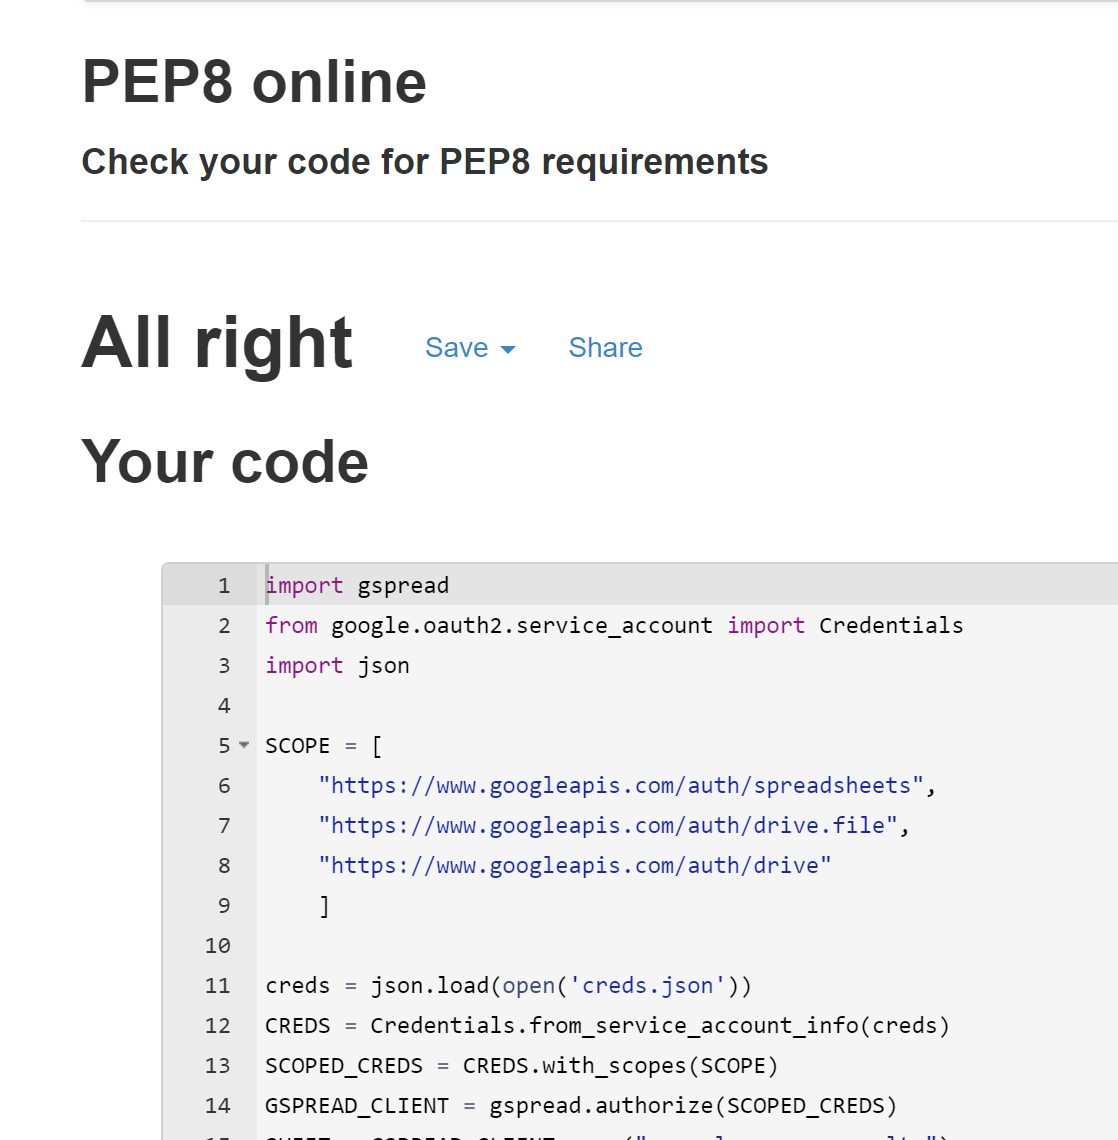 PEP8 online
Check your code for PEP8 requirements
All right Save Share
Your code
1 import gspread
2 from google.oauth2.service_account import Credentials
3 import json
4
5 SCOPE = [
6 "https://www.googleapis.com/auth/spreadsheets",
7 "https://www.googleapis.com/auth/drive.file",
8 "https://www.googleapis.com/auth/drive"
9 ]
10
11 creds = json.load(open('creds.json'))
12 CREDS = Credentials.from_service_account_info(creds)
13 SCOPED_CREDS = CREDS.with_scopes(SCOPE)
14 GSPREAD_CLIENT = gspread.authorize(SCOPED_CREDS)